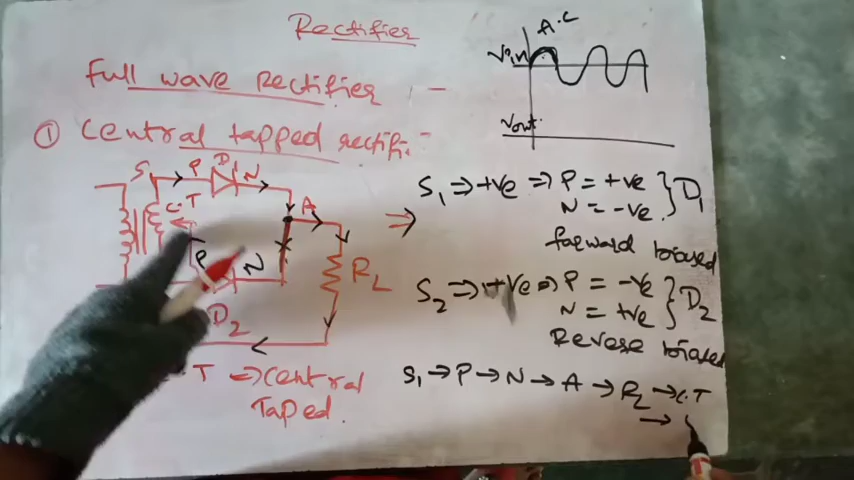 Rectifier
A.C
Vin
Full wave Rectifier -
Vout
① Central tapped rectifi
S1 P D1 N
C.T
A
P N
RL
D2
S1 ⇒ +ve ⇒ P = +ve } D1
N = -ve
forward biased
S2 ⇒ +ve ⇒ P = -ve } D2
N = +ve
Revese biased
S1 → P → N → A → RL → C.T
→
.T ⇒ Central
Taped.